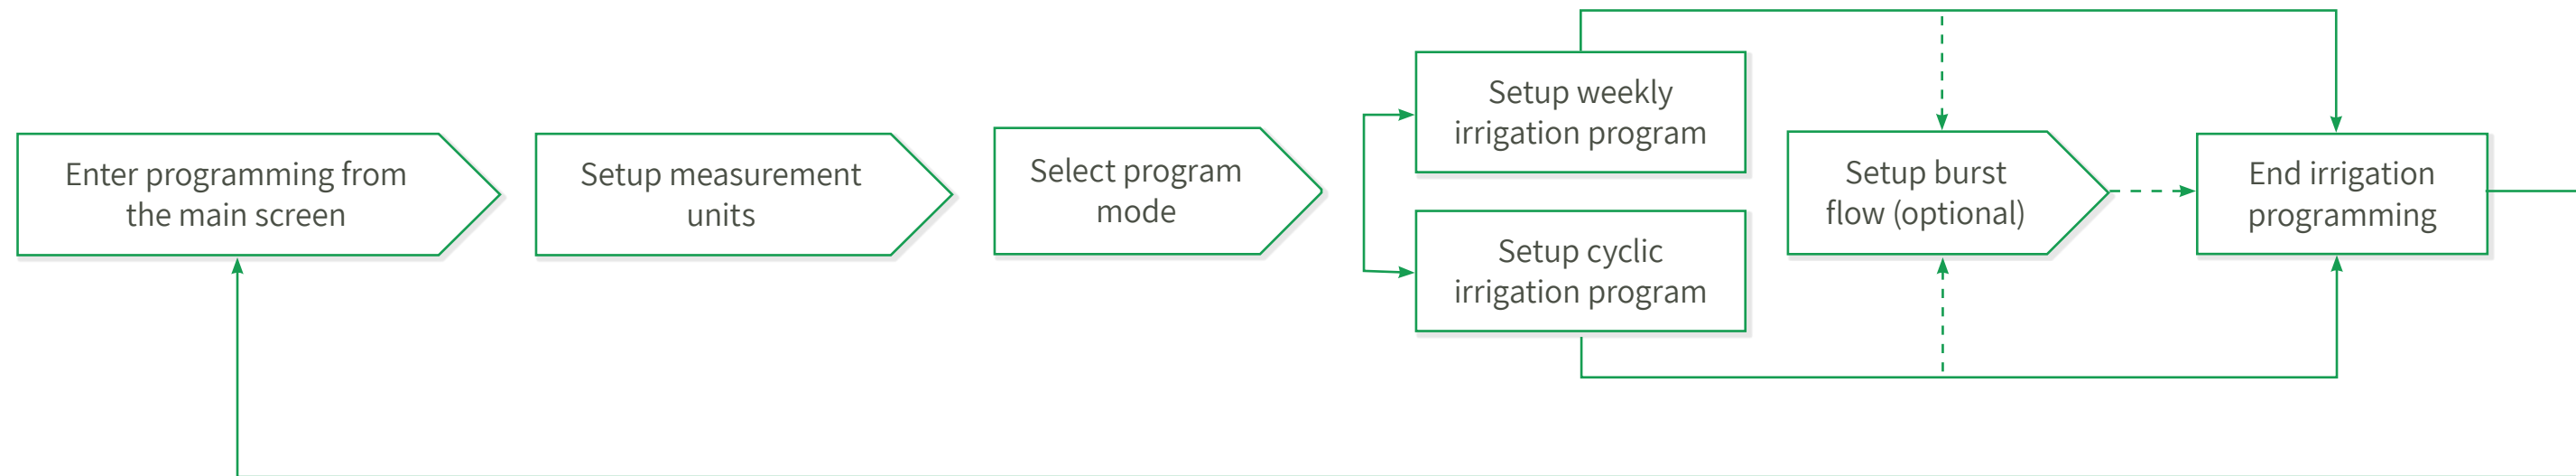 Enter programming from
the main screen
Setup measurement
units
Select program
mode
Setup weekly
irrigation program
Setup cyclic
irrigation program
Setup burst
flow (optional)
End irrigation
programming